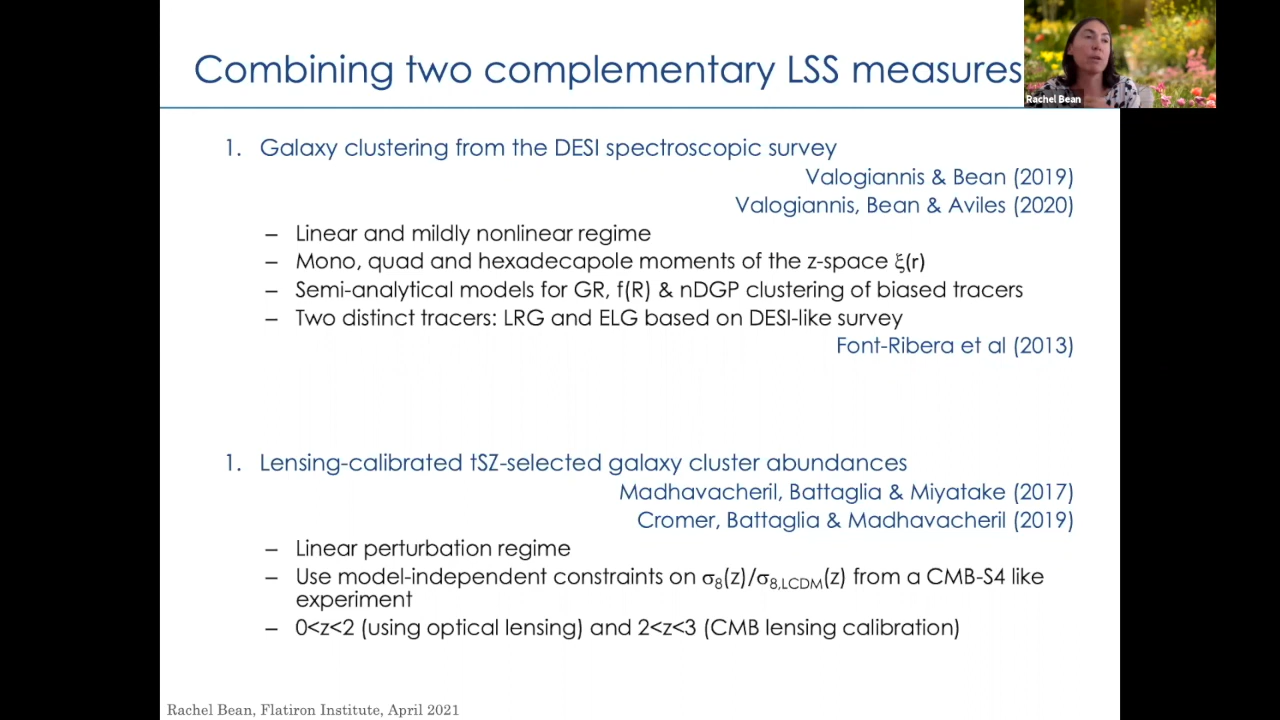 Combining two complementary LSS measures
Rachel Bean
1. Galaxy clustering from the DESI spectroscopic survey
Valogiannis & Bean (2019)
Valogiannis, Bean & Aviles (2020)
– Linear and mildly nonlinear regime
– Mono, quad and hexadecapole moments of the z-space ξ(r)
– Semi-analytical models for GR, f(R) & nDGP clustering of biased tracers
– Two distinct tracers: LRG and ELG based on DESI-like survey
Font-Ribera et al (2013)
1. Lensing-calibrated tSZ-selected galaxy cluster abundances
Madhavacheril, Battaglia & Miyatake (2017)
Cromer, Battaglia & Madhavacheril (2019)
– Linear perturbation regime
– Use model-independent constraints on σ₈(z)/σ₈,LCDM(z) from a CMB-S4 like
experiment
– 0<z<2 (using optical lensing) and 2<z<3 (CMB lensing calibration)
Rachel Bean, Flatiron Institute, April 2021